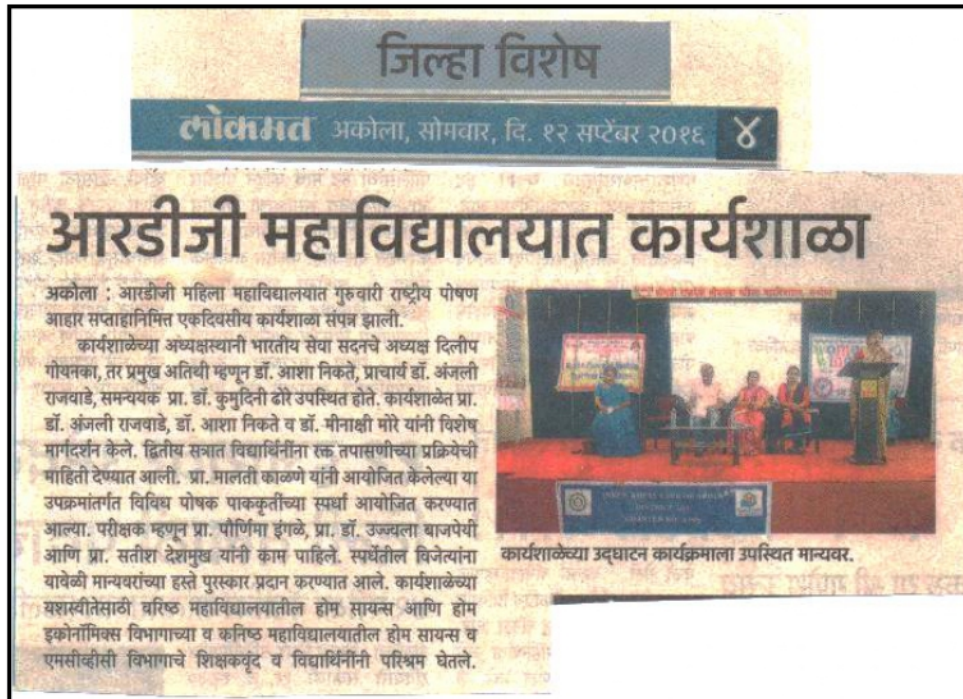 जिल्हा विशेष
लोकमत अकोला, सोमवार, दि. १२ सप्टेंबर २०१६ ४
आरडीजी महाविद्यालयात कार्यशाळा
अकोला : आरडीजी महिला महाविद्यालयात गुरुवारी राष्ट्रीय पोषण
आहार सप्ताहानिमित्त एकदिवसीय कार्यशाळा संपन्न झाली.
कार्यशाळेच्या अध्यक्षस्थानी भारतीय सेवा सदनचे अध्यक्ष दिलीप
गोयनका, तर प्रमुख अतिथी म्हणून डॉ. आशा निकते, प्राचार्य डॉ. अंजली
राजवाडे, समन्वयक प्रा. डॉ. कुमुदिनी ढोरे उपस्थित होते. कार्यशाळेत प्रा.
डॉ. अंजली राजवाडे, डॉ. आशा निकते व डॉ. मीनाक्षी मोरे यांनी विशेष
मार्गदर्शन केले. द्वितीय सत्रात विद्यार्थिनींना रक्त तपासणीच्या प्रक्रियेची
माहिती देण्यात आली. प्रा. मालती काळणे यांनी आयोजित केलेल्या या
उपक्रमांतर्गत विविध पोषक पाककृतींच्या स्पर्धा आयोजित करण्यात
आल्या. परीक्षक म्हणून प्रा. पौर्णिमा इंगळे, प्रा. डॉ. उज्ज्वला बाजपेयी
आणि प्रा. सतीश देशमुख यांनी काम पाहिले. स्पर्धेतील विजेत्यांना
यावेळी मान्यवरांच्या हस्ते पुरस्कार प्रदान करण्यात आले. कार्यशाळेच्या
यशस्वीतेसाठी वरिष्ठ महाविद्यालयातील होम सायन्स आणि होम
इकोनॉमिक्स विभागाच्या व कनिष्ठ महाविद्यालयातील होम सायन्स व
एमसीव्हीसी विभागाचे शिक्षकवृंद व विद्यार्थिनींनी परिश्रम घेतले.
कार्यशाळेच्या उद्घाटन कार्यक्रमाला उपस्थित मान्यवर.